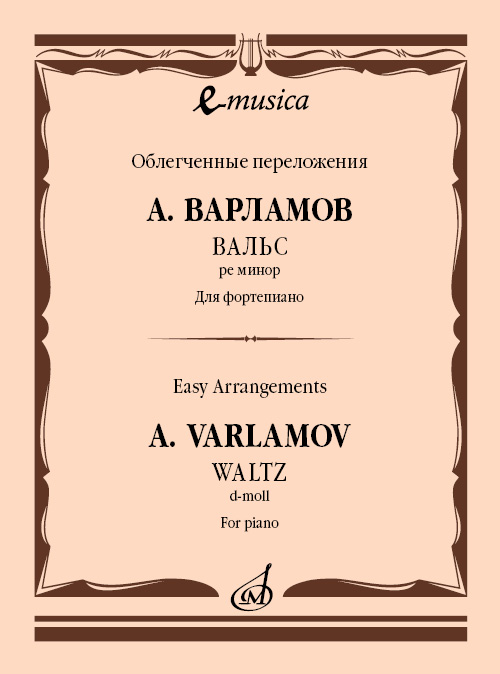 e-musica
Облегченные переложения
А. ВАРЛАМОВ
ВАЛЬС
ре минор
Для фортепиано
Easy Arrangements
A. VARLAMOV
WALTZ
d-moll
For piano